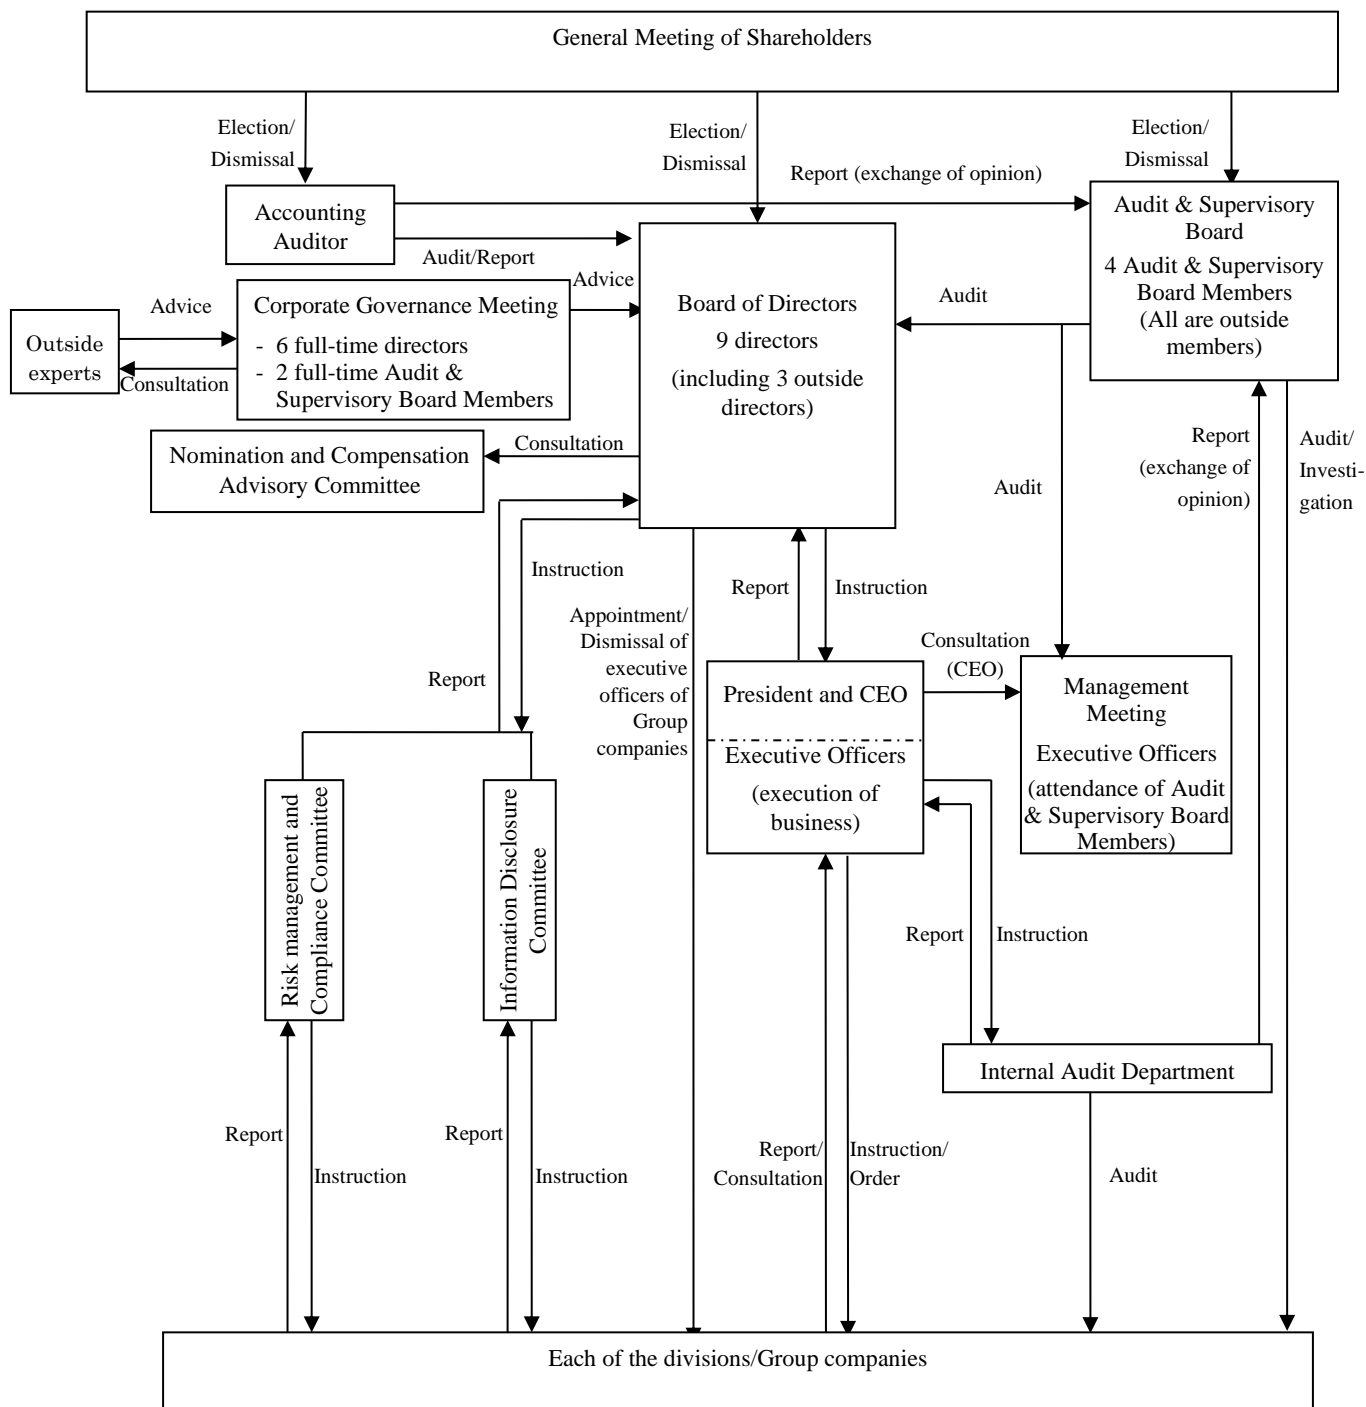 General Meeting of Shareholders
Election/
Dismissal
Election/
Dismissal
Election/
Dismissal
Report (exchange of opinion)
Accounting
Auditor
Audit/Report
Audit & Supervisory
Board
4 Audit & Supervisory
Board Members
(All are outside
members)
Advice
Corporate Governance Meeting
- 6 full-time directors
- 2 full-time Audit &
Supervisory Board Members
Advice
Outside
experts
Consultation
Board of Directors
9 directors
(including 3 outside
directors)
Audit
Nomination and Compensation
Advisory Committee
Consultation
Audit
Report
(exchange of
opinion)
Audit/
Investi-
gation
Instruction
Report
Appointment/
Dismissal of
executive
officers of
Group
companies
Report
Instruction
Consultation
(CEO)
President and CEO
Executive Officers
(execution of
business)
Management
Meeting
Executive Officers
(attendance of Audit
& Supervisory Board
Members)
Risk management and
Compliance Committee
Information Disclosure
Committee
Report
Instruction
Internal Audit Department
Report
Instruction
Report
Instruction
Report/
Consultation
Instruction/
Order
Audit
Each of the divisions/Group companies